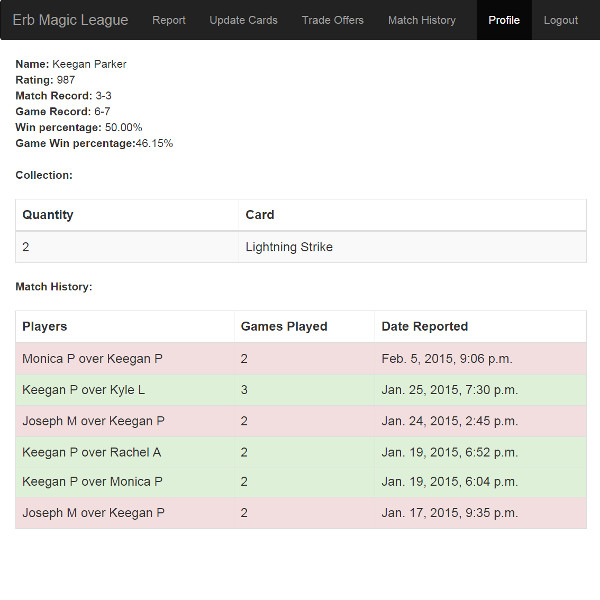 Erb Magic League Report Update Cards Trade Offers Match History Profile Logout
Name: Keegan Parker
Rating: 987
Match Record: 3-3
Game Record: 6-7
Win percentage: 50.00%
Game Win percentage:46.15%
Collection:
Quantity Card
2 Lightning Strike
Match History:
Players Games Played Date Reported
Monica P over Keegan P 2 Feb. 5, 2015, 9:06 p.m.
Keegan P over Kyle L 3 Jan. 25, 2015, 7:30 p.m.
Joseph M over Keegan P 2 Jan. 24, 2015, 2:45 p.m.
Keegan P over Rachel A 2 Jan. 19, 2015, 6:52 p.m.
Keegan P over Monica P 2 Jan. 19, 2015, 6:04 p.m.
Joseph M over Keegan P 2 Jan. 17, 2015, 9:35 p.m.